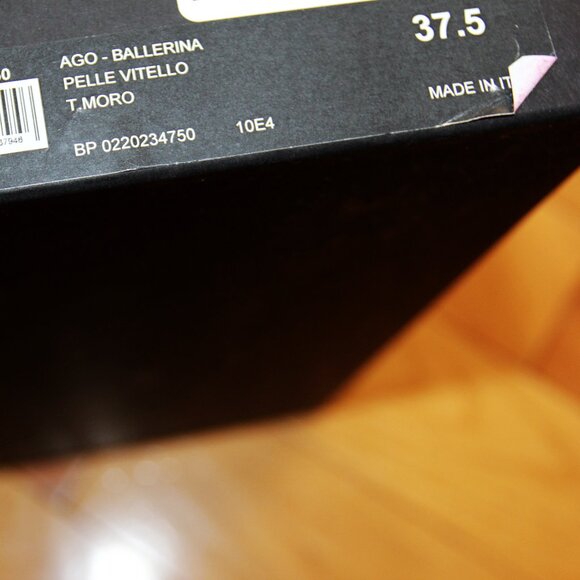 37.5
AGO - BALLERINA
PELLE VITELLO
T.MORO
MADE IN IT
BP 0220234750 10E4